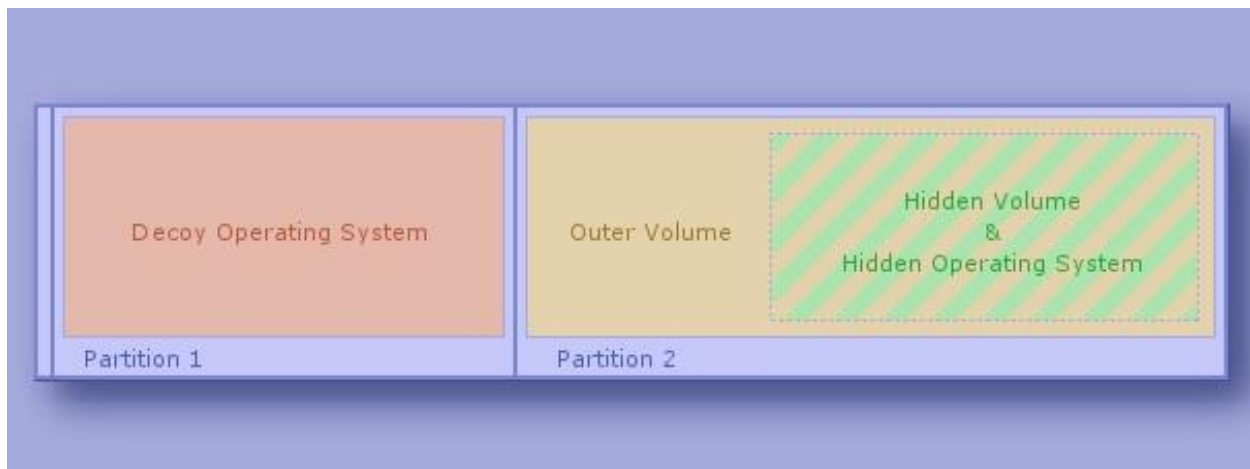 Decoy Operating System
Outer Volume
Hidden Volume
&
Hidden Operating System
Partition 1
Partition 2